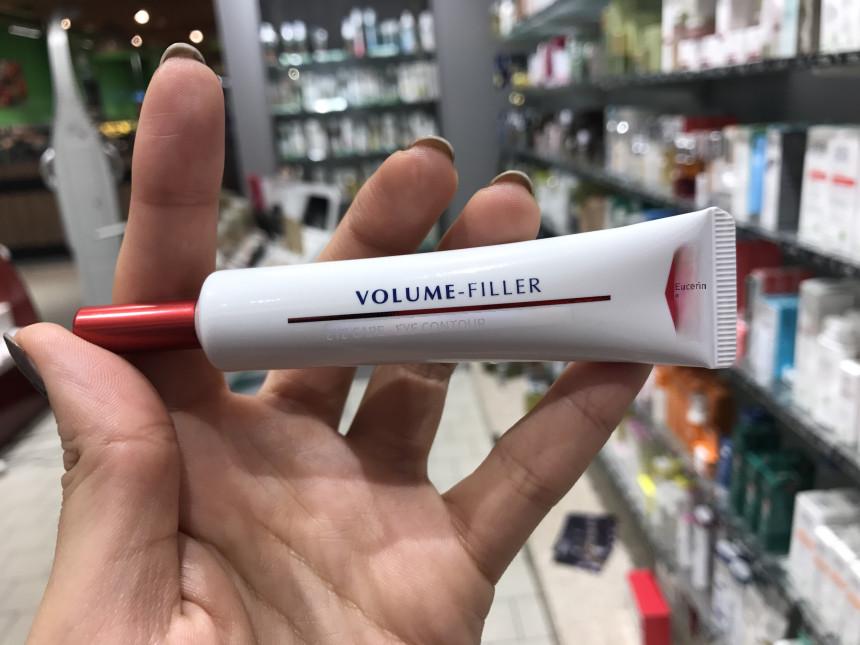 VOLUME-FILLER
EYE CARE - EYE CONTOUR
Eucerin